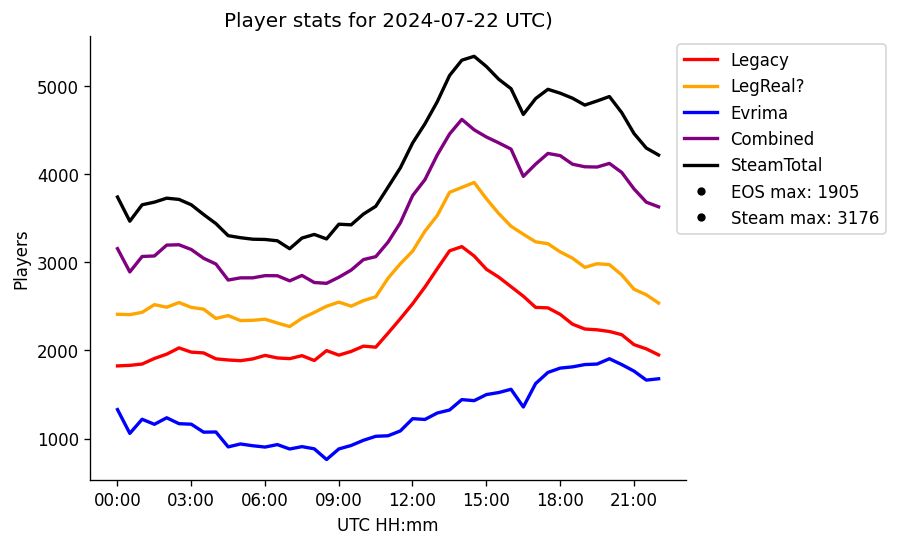 Player stats for 2024-07-22 UTC)
Legacy
LegReal?
Evrima
Combined
SteamTotal
EOS max: 1905
Steam max: 3176
Players
5000
4000
3000
2000
1000
00:00 03:00 06:00 09:00 12:00 15:00 18:00 21:00
UTC HH:mm